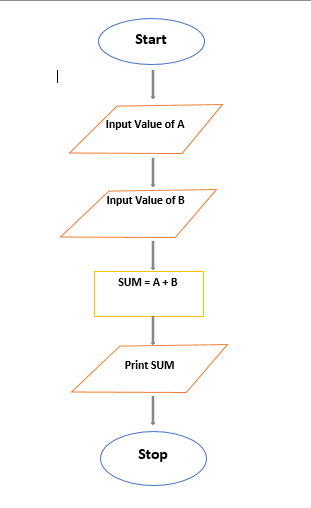 Start
Input Value of A
Input Value of B
SUM = A + B
Print SUM
Stop